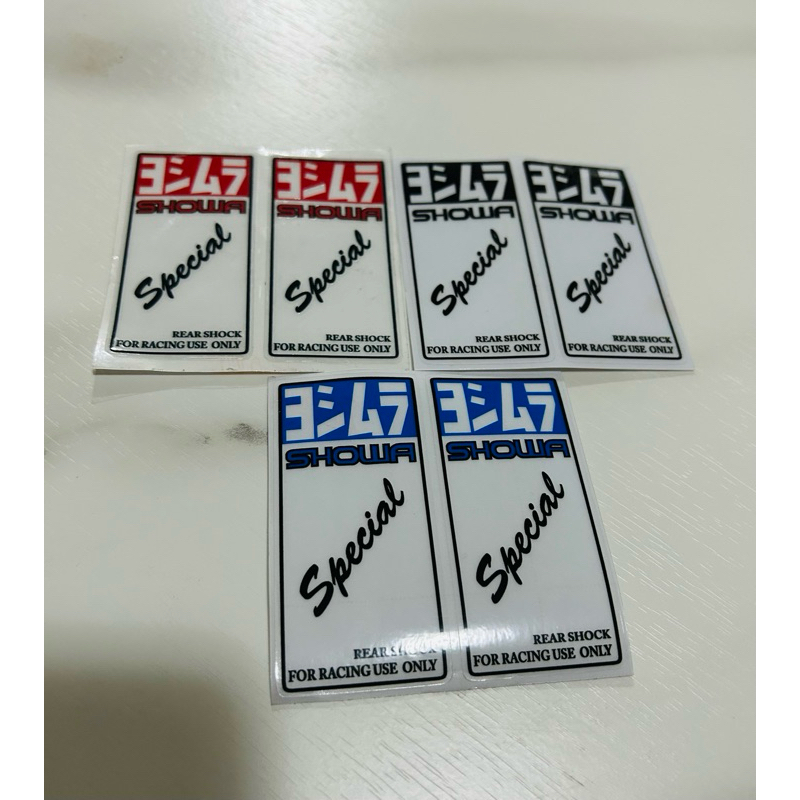 ヨシムラ
SHOWA
Special
REAR SHOCK
FOR RACING USE ONLY
ヨシムラ
SHOWA
Special
REAR SHOCK
FOR RACING USE ONLY
ヨシムラ
SHOWA
Special
REAR SHOCK
FOR RACING USE ONLY
ヨシムラ
SHOWA
Special
REAR SHOCK
FOR RACING USE ONLY
ヨシムラ
SHOWA
Special
REAR SHOCK
FOR RACING USE ONLY
ヨシムラ
SHOWA
Special
REAR SHOCK
FOR RACING USE ONLY